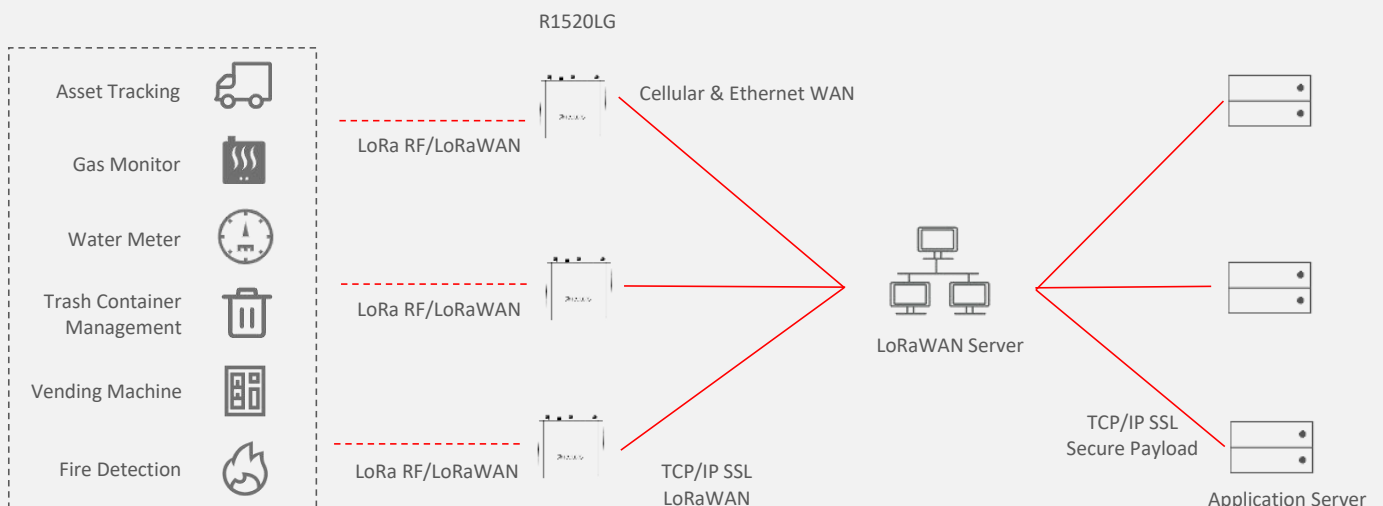 R1520LG
Asset Tracking
Gas Monitor
Water Meter
Trash Container
Management
Vending Machine
Fire Detection
LoRa RF/LoRaWAN
LoRa RF/LoRaWAN
LoRa RF/LoRaWAN
Cellular & Ethernet WAN
TCP/IP SSL
LoRaWAN
LoRaWAN Server
TCP/IP SSL
Secure Payload
Application Server